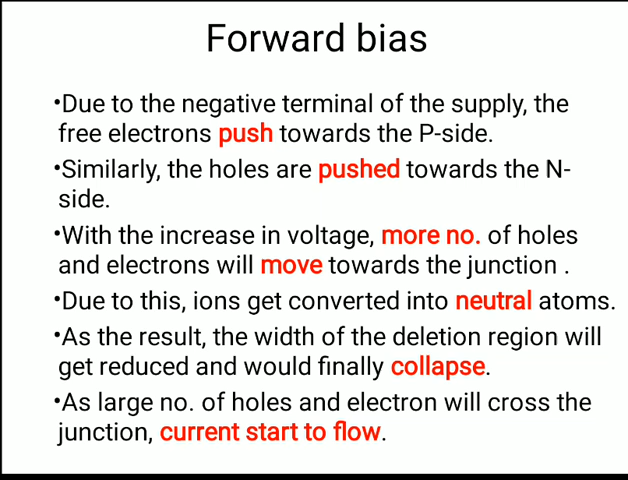 Forward bias
•Due to the negative terminal of the supply, the
free electrons push towards the P-side.
•Similarly, the holes are pushed towards the N-
side.
•With the increase in voltage, more no. of holes
and electrons will move towards the junction .
•Due to this, ions get converted into neutral atoms.
•As the result, the width of the deletion region will
get reduced and would finally collapse.
•As large no. of holes and electron will cross the
junction, current start to flow.